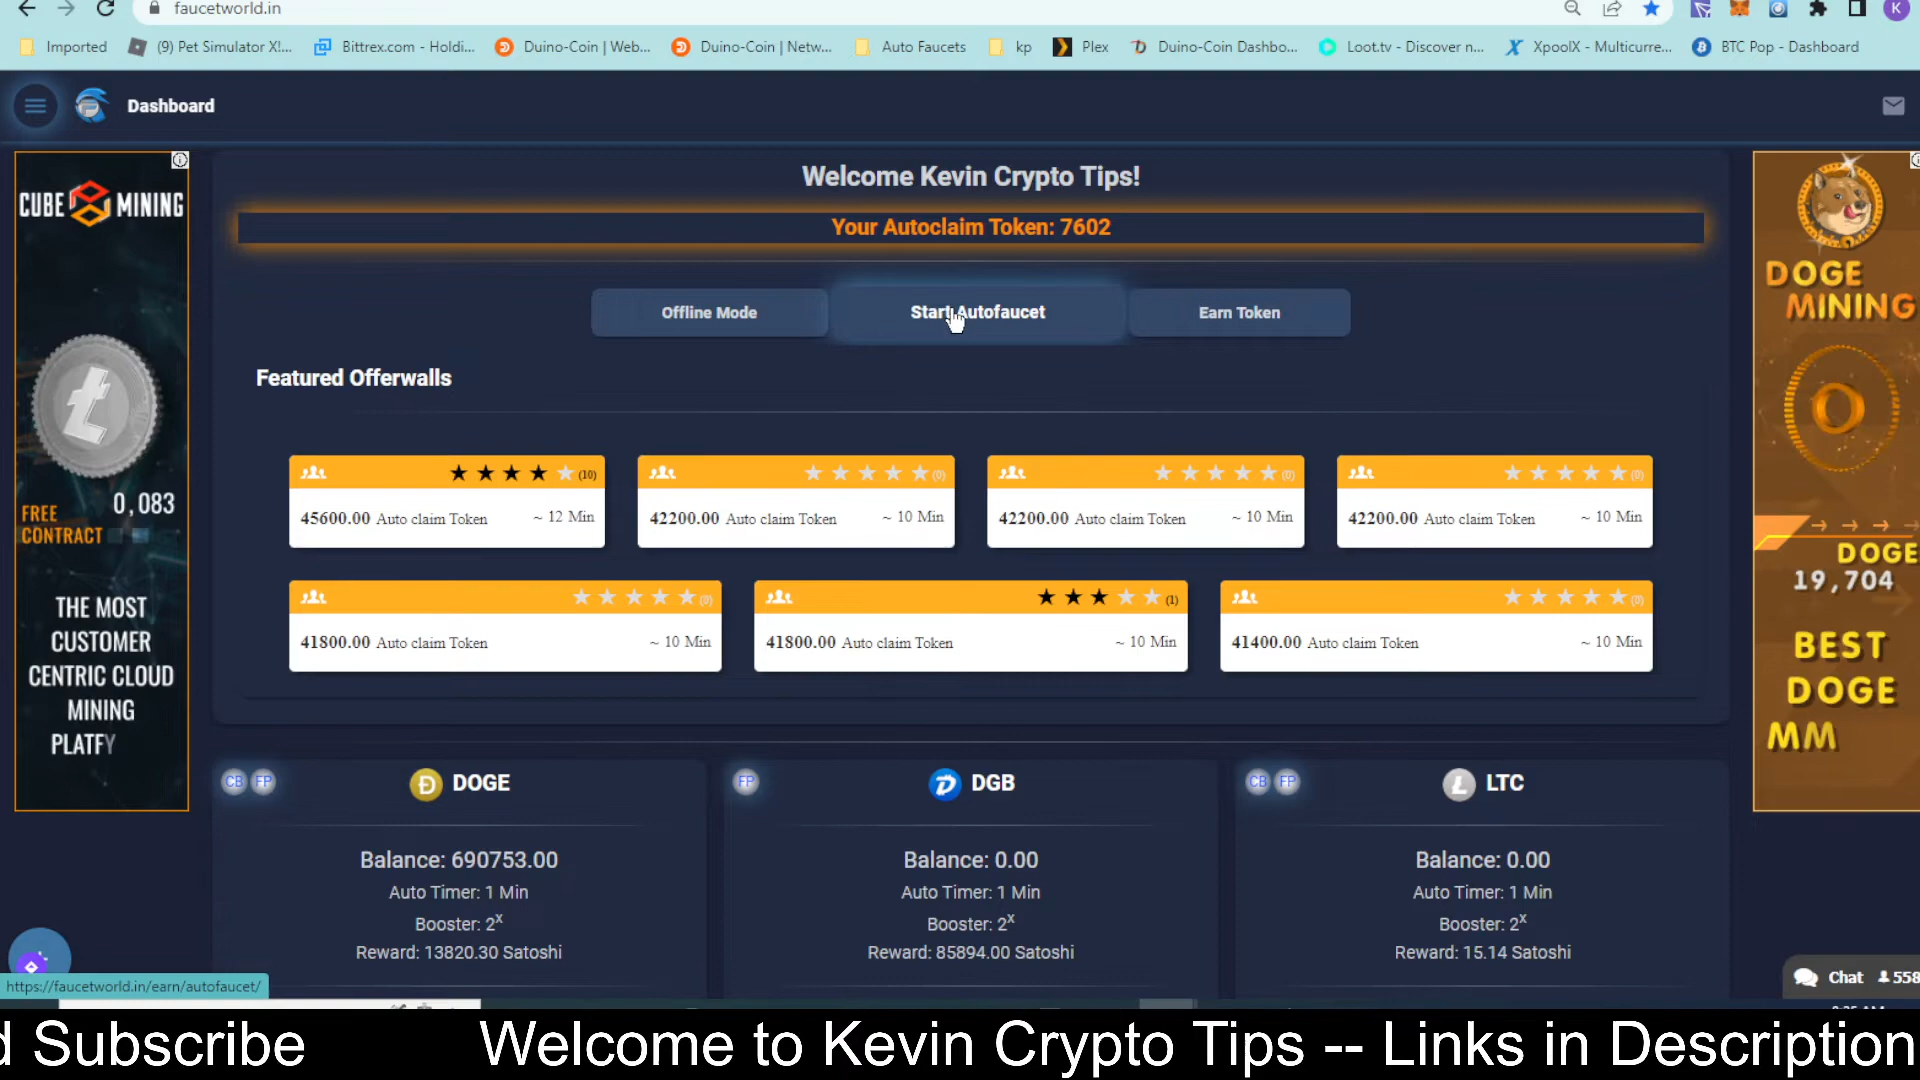 faucetworld.in
K
Imported
(9) Pet Simulator X!...
Bittrex.com - Holdi...
Duino-Coin | Web...
Duino-Coin | Netw...
Auto Faucets
kp
Plex
Duino-Coin Dashbo...
Loot.tv - Discover n...
XpoolX - Multicurre...
BTC Pop - Dashboard
Dashboard
CUBE MINING
FREE CONTRACT 0,083
THE MOST
CUSTOMER
CENTRIC CLOUD
MINING
PLATFY
Welcome Kevin Crypto Tips!
Your Autoclaim Token: 7602
Offline Mode
Start Autofaucet
Earn Token
Featured Offerwalls
(10)
45600.00 Auto claim Token ~ 12 Min
(0)
42200.00 Auto claim Token ~ 10 Min
(0)
42200.00 Auto claim Token ~ 10 Min
(0)
42200.00 Auto claim Token ~ 10 Min
(0)
41800.00 Auto claim Token ~ 10 Min
(1)
41800.00 Auto claim Token ~ 10 Min
(0)
41400.00 Auto claim Token ~ 10 Min
DOGE
MINING
DOGE
19,704
BEST
DOGE
MM
CB FP
DOGE
Balance: 690753.00
Auto Timer: 1 Min
Booster: 2x
Reward: 13820.30 Satoshi
FP
DGB
Balance: 0.00
Auto Timer: 1 Min
Booster: 2x
Reward: 85894.00 Satoshi
CB FP
LTC
Balance: 0.00
Auto Timer: 1 Min
Booster: 2x
Reward: 15.14 Satoshi
Chat 558
https://faucetworld.in/earn/autofaucet/
d Subscribe Welcome to Kevin Crypto Tips -- Links in Description